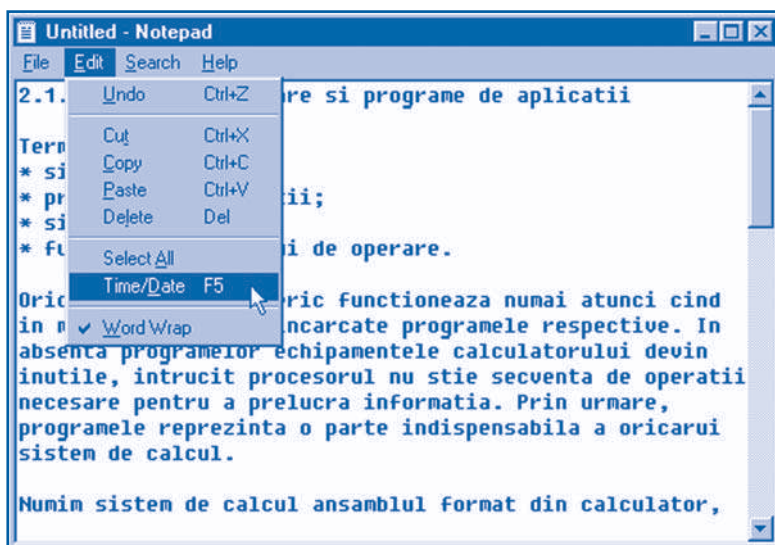 Untitled - Notepad
File Edit Search Help
2.1. re si programe de aplicatii
Undo Ctrl+Z
Cut Ctrl+X
Copy Ctrl+C
Paste Ctrl+V
Delete Del
Select All
Time/Date F5
✔ Word Wrap
Term
* si
* pr ii;
* si
* fu i de operare.
Oric ric functioneaza numai atunci cind
in m incarcate programele respective. In
absenta programelor echipamentele calculatorului devin
inutile, intrucit procesorul nu stie secventa de operatii
necesare pentru a prelucra informatia. Prin urmare,
programele reprezinta o parte indispensabila a oricarui
sistem de calcul.
Numim sistem de calcul ansamblul format din calculator,